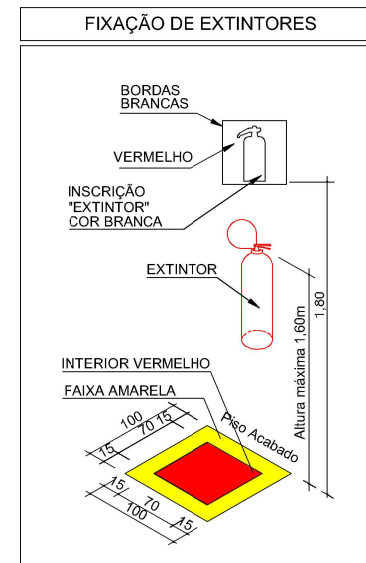 FIXAÇÃO DE EXTINTORES
BORDAS
BRANCAS
VERMELHO
INSCRIÇÃO
"EXTINTOR"
COR BRANCA
EXTINTOR
1,80
Altura máxima 1,60m
INTERIOR VERMELHO
FAIXA AMARELA
Piso Acabado
100
15
70
15
15
70
15
100